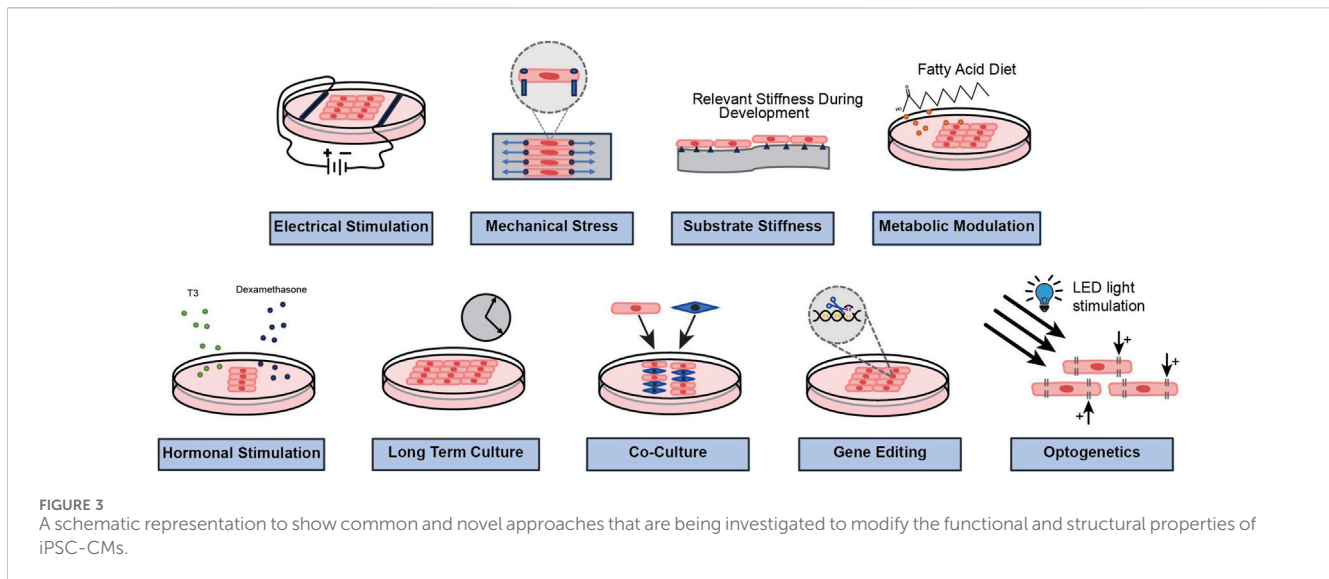 Fatty Acid Diet
Relevant Stiffness During
Development
HO
O
+ −
Electrical Stimulation
Mechanical Stress
Substrate Stiffness
Metabolic Modulation
T3
Dexamethasone
LED light
stimulation
+
+
+
Hormonal Stimulation
Long Term Culture
Co-Culture
Gene Editing
Optogenetics
FIGURE 3
A schematic representation to show common and novel approaches that are being investigated to modify the functional and structural properties of
iPSC-CMs.